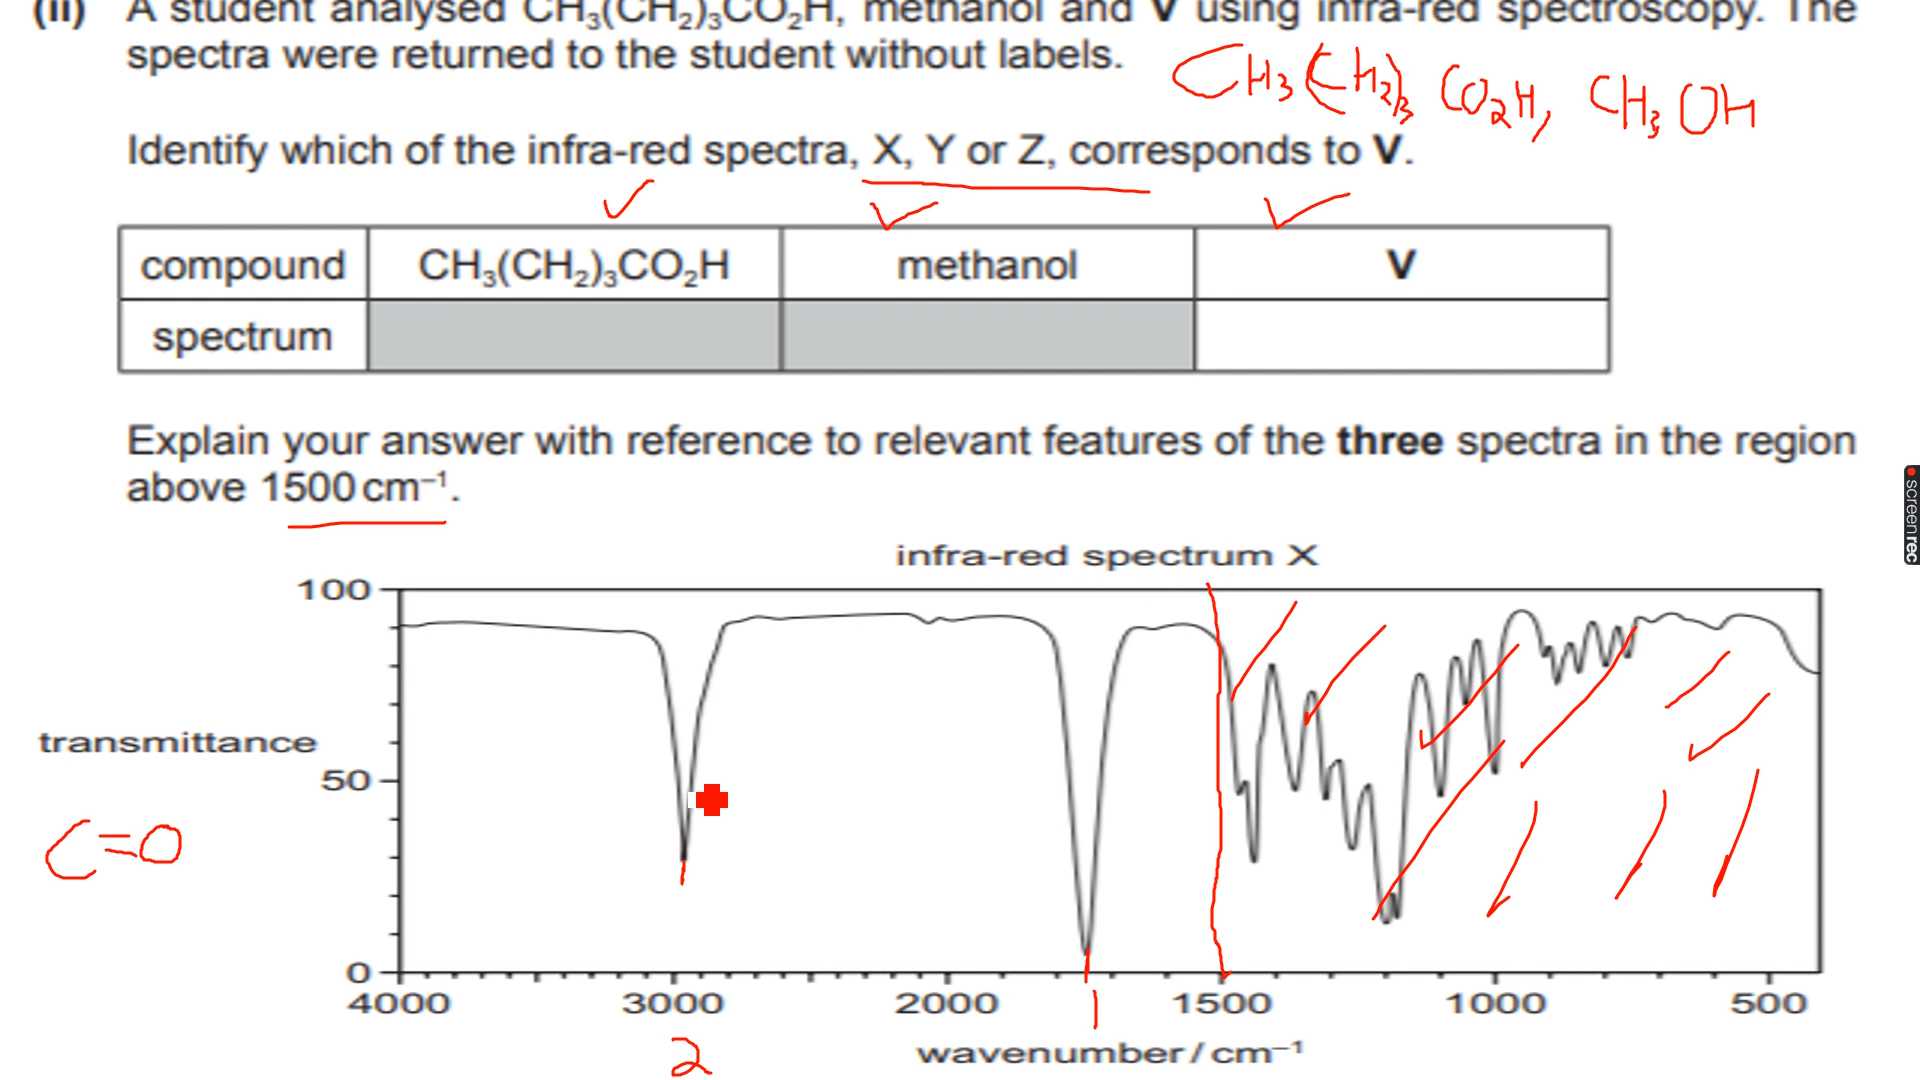 (ii) A student analysed CH₃(CH₂)₃CO₂H, methanol and V using infra-red spectroscopy. The
spectra were returned to the student without labels.
CH₃(CH₂)₃ CO₂H, CH₃OH
Identify which of the infra-red spectra, X, Y or Z, corresponds to V.
compound CH₃(CH₂)₃CO₂H methanol V
spectrum
Explain your answer with reference to relevant features of the three spectra in the region
above 1500 cm⁻¹.
infra-red spectrum X
100
transmittance
50
C=O
0
4000 3000 2000 1500 1000 500
1
2
wavenumber / cm⁻¹
screenrec